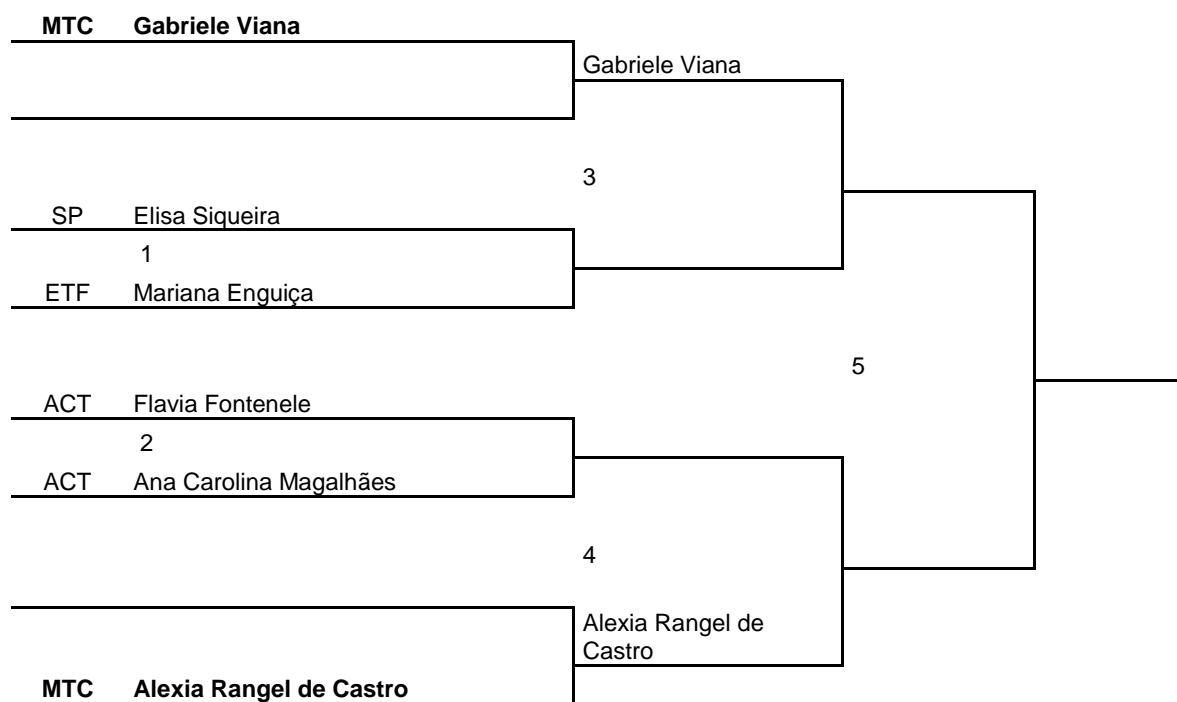 MTC Gabriele Viana
Gabriele Viana
3
SP Elisa Siqueira
1
ETF Mariana Enguiça
5
ACT Flavia Fontenele
2
ACT Ana Carolina Magalhães
4
Alexia Rangel de
Castro
MTC Alexia Rangel de Castro